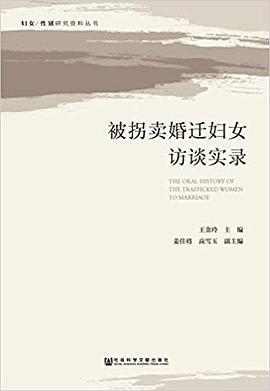 妇女/性别研究资料丛书
被拐卖婚迁妇女
访谈实录
THE ORAL HISTORY OF
THE TRAFFICKED WOMEN
TO MARRIAGE
王金玲 主 编
姜佳将 高雪玉 副主编
社会科学文献出版社
SOCIAL SCIENCES ACADEMIC PRESS (CHINA)